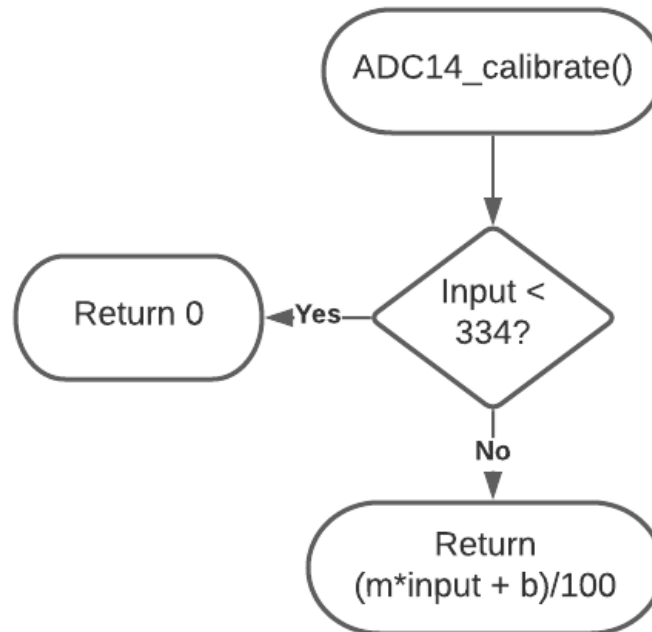 ADC14_calibrate()
Input <
334?
Yes
Return 0
No
Return
(m*input + b)/100